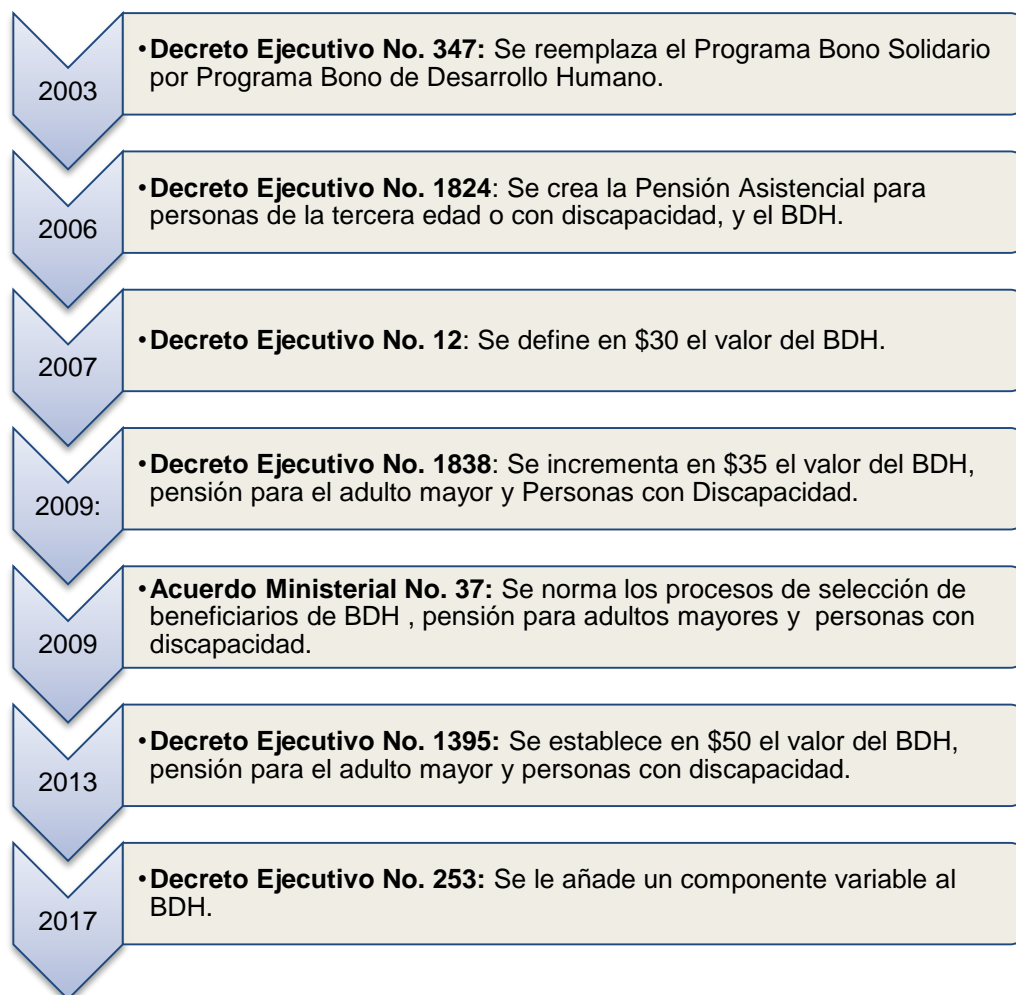 2003
•Decreto Ejecutivo No. 347: Se reemplaza el Programa Bono Solidario
por Programa Bono de Desarrollo Humano.
2006
•Decreto Ejecutivo No. 1824: Se crea la Pensión Asistencial para
personas de la tercera edad o con discapacidad, y el BDH.
2007
•Decreto Ejecutivo No. 12: Se define en $30 el valor del BDH.
2009:
•Decreto Ejecutivo No. 1838: Se incrementa en $35 el valor del BDH,
pensión para el adulto mayor y Personas con Discapacidad.
2009
•Acuerdo Ministerial No. 37: Se norma los procesos de selección de
beneficiarios de BDH , pensión para adultos mayores y personas con
discapacidad.
2013
•Decreto Ejecutivo No. 1395: Se establece en $50 el valor del BDH,
pensión para el adulto mayor y personas con discapacidad.
2017
•Decreto Ejecutivo No. 253: Se le añade un componente variable al
BDH.